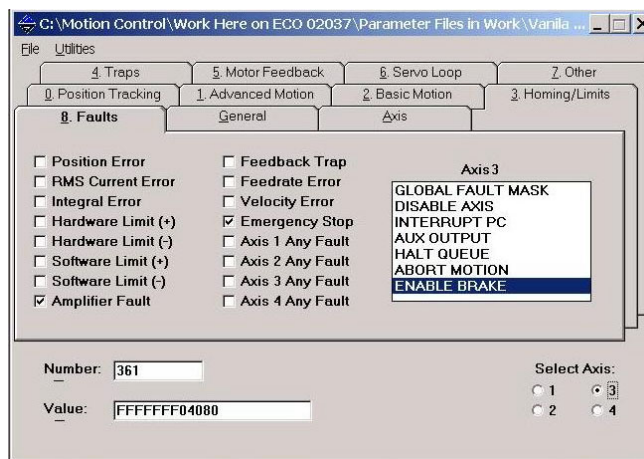 C:\Motion Control\Work Here on ECO 02037\Parameter Files in Work\Vanila ...
File Utilities
4. Traps 5. Motor Feedback 6. Servo Loop 7. Other
0. Position Tracking 1. Advanced Motion 2. Basic Motion 3. Homing/Limits
8. Faults General Axis
Position Error
RMS Current Error
Integral Error
Hardware Limit (+)
Hardware Limit (-)
Software Limit (+)
Software Limit (-)
Amplifier Fault
Feedback Trap
Feedrate Error
Velocity Error
Emergency Stop
Axis 1 Any Fault
Axis 2 Any Fault
Axis 3 Any Fault
Axis 4 Any Fault
Axis 3
GLOBAL FAULT MASK
DISABLE AXIS
INTERRUPT PC
AUX OUTPUT
HALT QUEUE
ABORT MOTION
ENABLE BRAKE
Number: 361
Value: FFFFFFF04080
Select Axis:
1 3
2 4